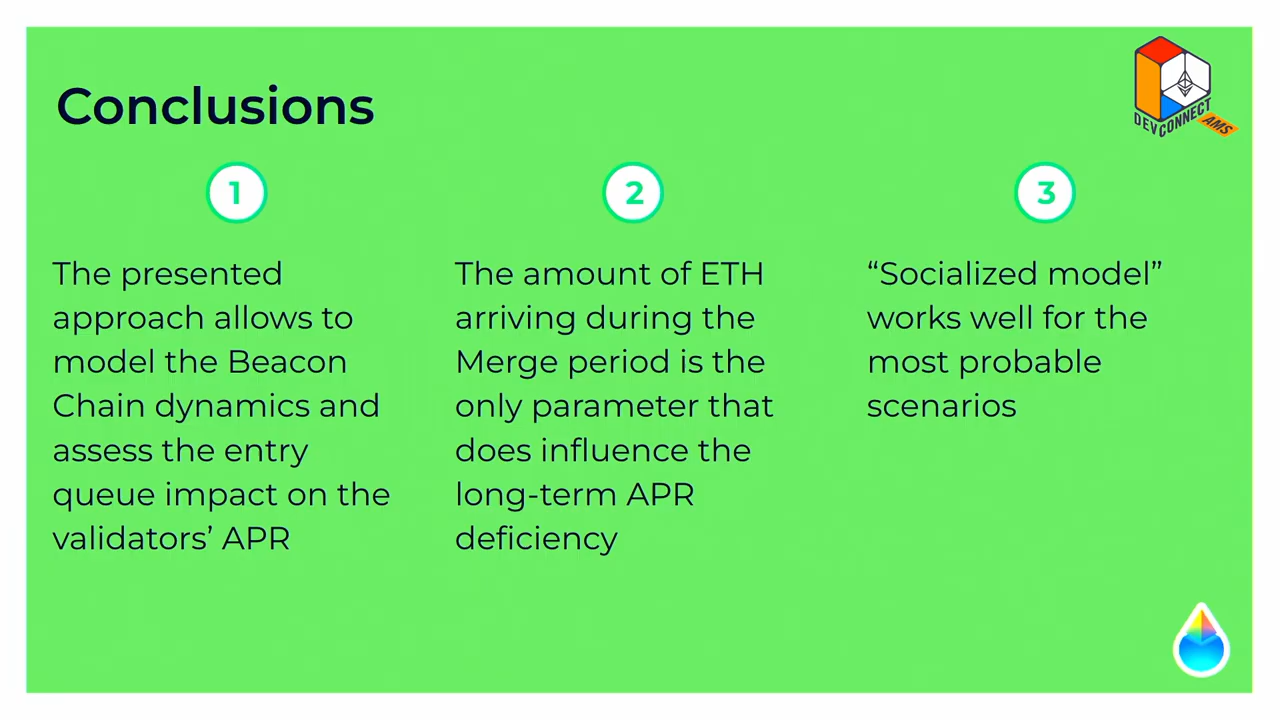 Conclusions
DEVCONNECT
AMS
1
The presented
approach allows to
model the Beacon
Chain dynamics and
assess the entry
queue impact on the
validators’ APR
2
The amount of ETH
arriving during the
Merge period is the
only parameter that
does influence the
long-term APR
deficiency
3
“Socialized model”
works well for the
most probable
scenarios